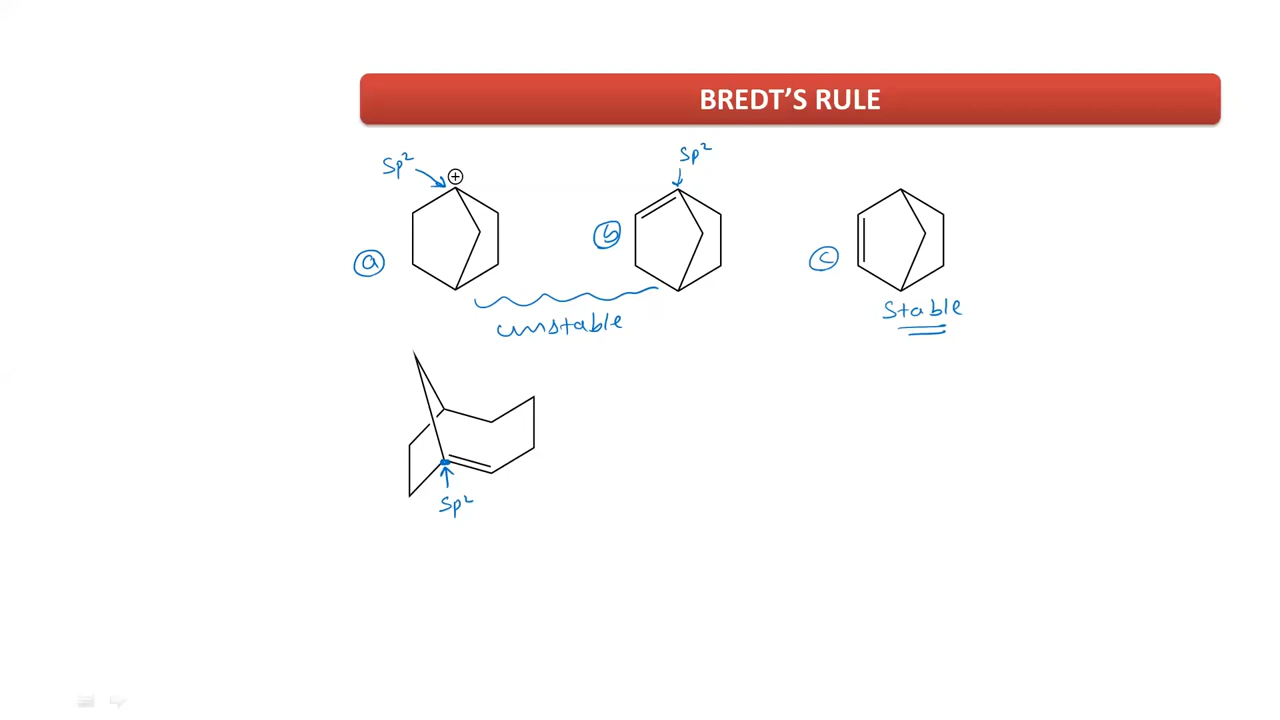 BREDT’S RULE
Sp²
⊕
Sp²
a
b
c
unstable
Stable
Sp²